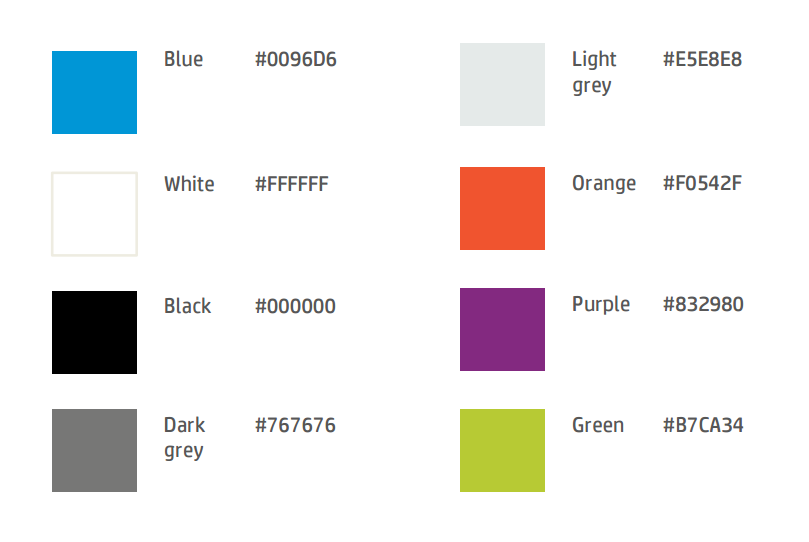 Blue #0096D6
White #FFFFFF
Black #000000
Dark
grey #767676
Light
grey #E5E8E8
Orange #F0542F
Purple #832980
Green #B7CA34